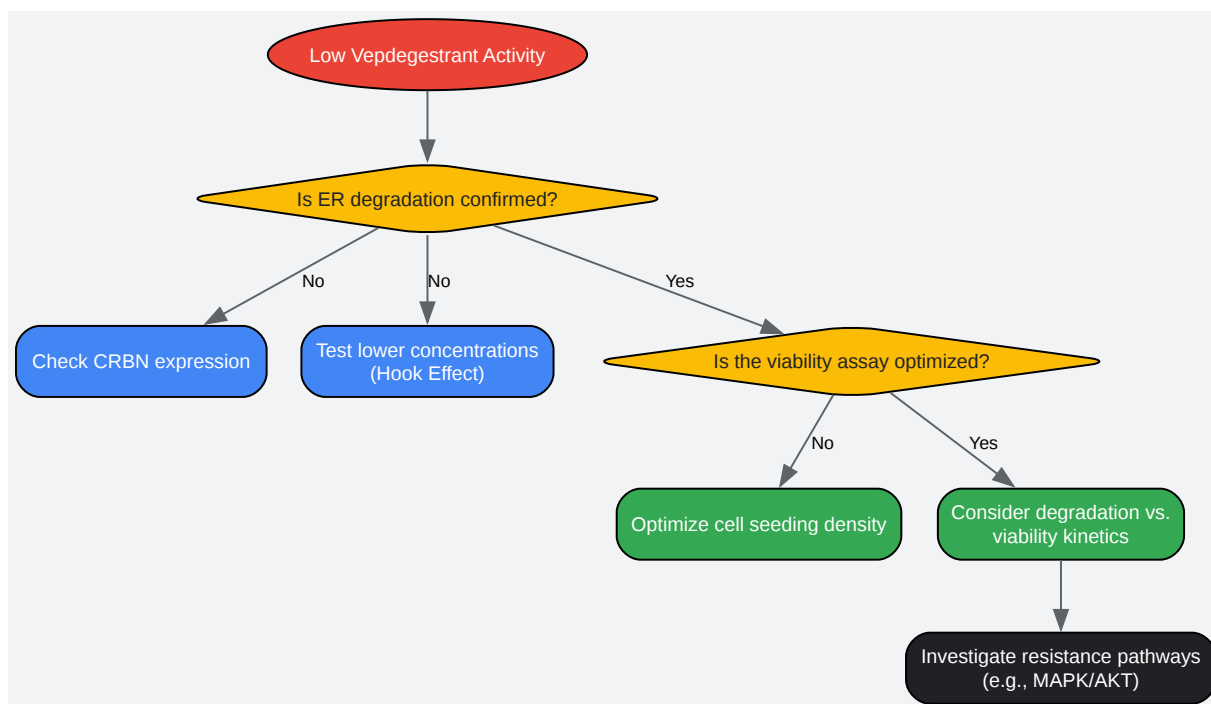 Low Vepdegestrant Activity
Is ER degradation confirmed?
No
No
Yes
Check CRBN expression
Test lower concentrations
(Hook Effect)
Is the viability assay optimized?
No
Yes
Optimize cell seeding density
Consider degradation vs.
viability kinetics
Investigate resistance pathways
(e.g., MAPK/AKT)